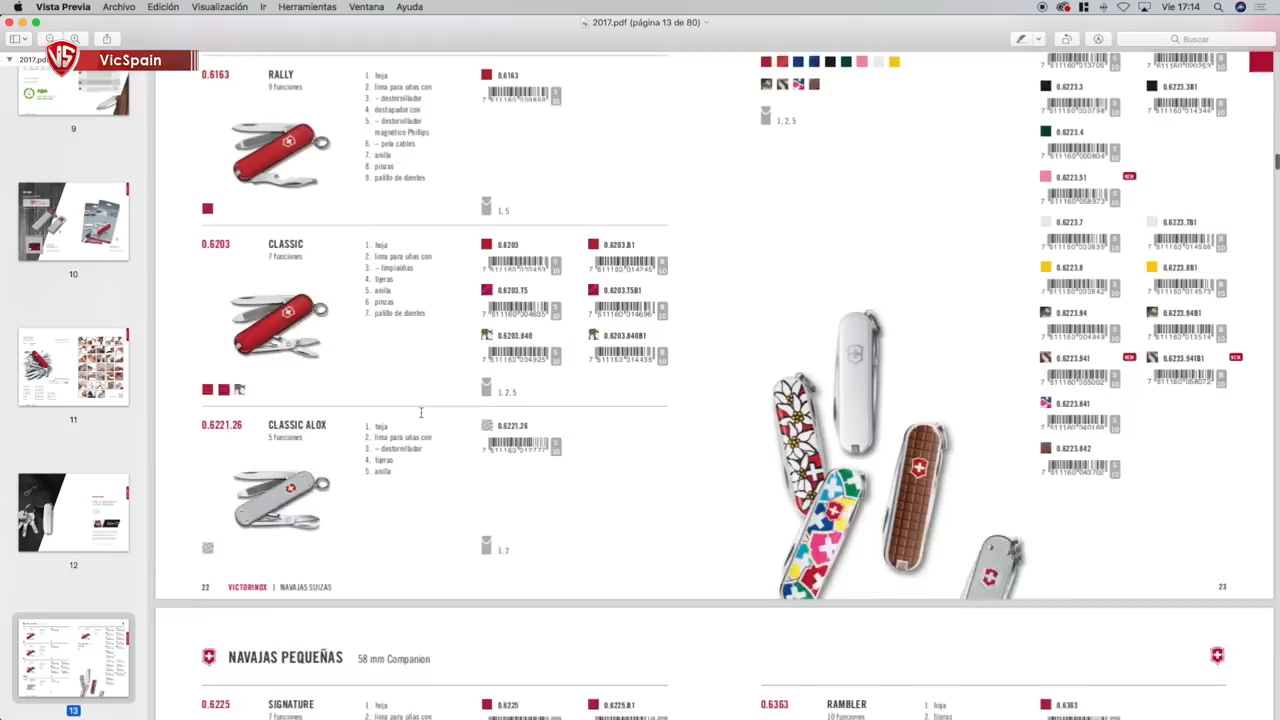 Vista Previa Archivo Edición Visualización Ir Herramientas Ventana Ayuda
Vie 17:14
2017.pdf (página 13 de 80)
Buscar
2017.pd
VS VicSpain
9
10
11
12
13
0.6163 RALLY
9 funciones
1. hoja
2. lima para uñas con
3. – destornillador
4. destapador con
5. – destornillador
magnético Phillips
6. – pela cables
7. anilla
8. pinzas
9. palillo de dientes
0.6163
1, 5
0.6203 CLASSIC
7 funciones
1. hoja
2. lima para uñas con
3. – limpiaúñas
4. tijeras
5. anilla
6. pinzas
7. palillo de dientes
0.6203 0.6203.B1
0.6203.T5 0.6203.T5B1
0.6203.840 0.6203.840B1
1, 2, 5
0.6221.26 CLASSIC ALOX
5 funciones
1. hoja
2. lima para uñas con
3. – destornillador
4. tijeras
5. anilla
0.6221.26
1, 2
22 VICTORINOX | NAVAJAS SUIZAS
1, 2, 5
0.6223.3 0.6223.3B1
0.6223.4
0.6223.51 NEW
0.6223.7 0.6223.7B1
0.6223.8 0.6223.8B1
0.6223.94 0.6223.94B1
0.6223.941 NEW 0.6223.941B1 NEW
0.6223.841
0.6223.842
23
NAVAJAS PEQUEÑAS 58 mm Companion
0.6225 SIGNATURE
7 funciones
1. hoja
2. lima para uñas con
0.6225 0.6225.B1
0.6363 RAMBLER
10 funciones
1. hoja
2. tijeras
0.6363